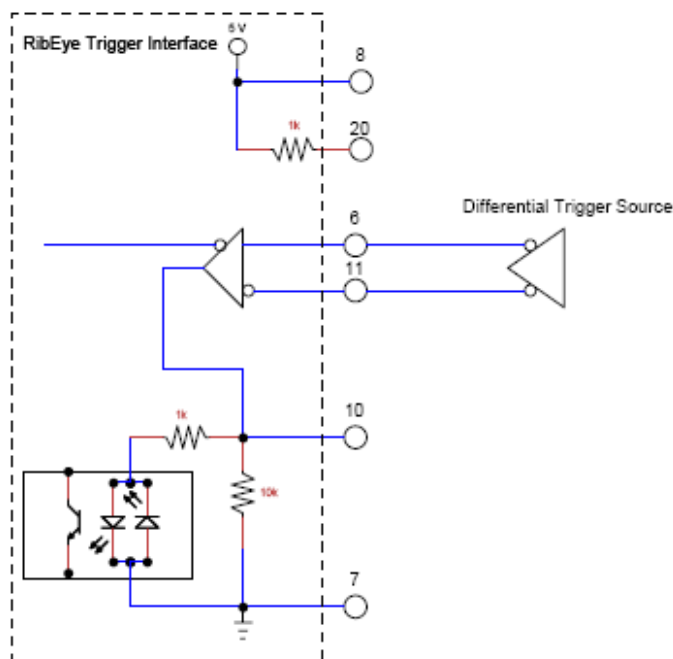 RibEye Trigger Interface
5 V
8
1k
20
6
Differential Trigger Source
11
10
1k
10k
7